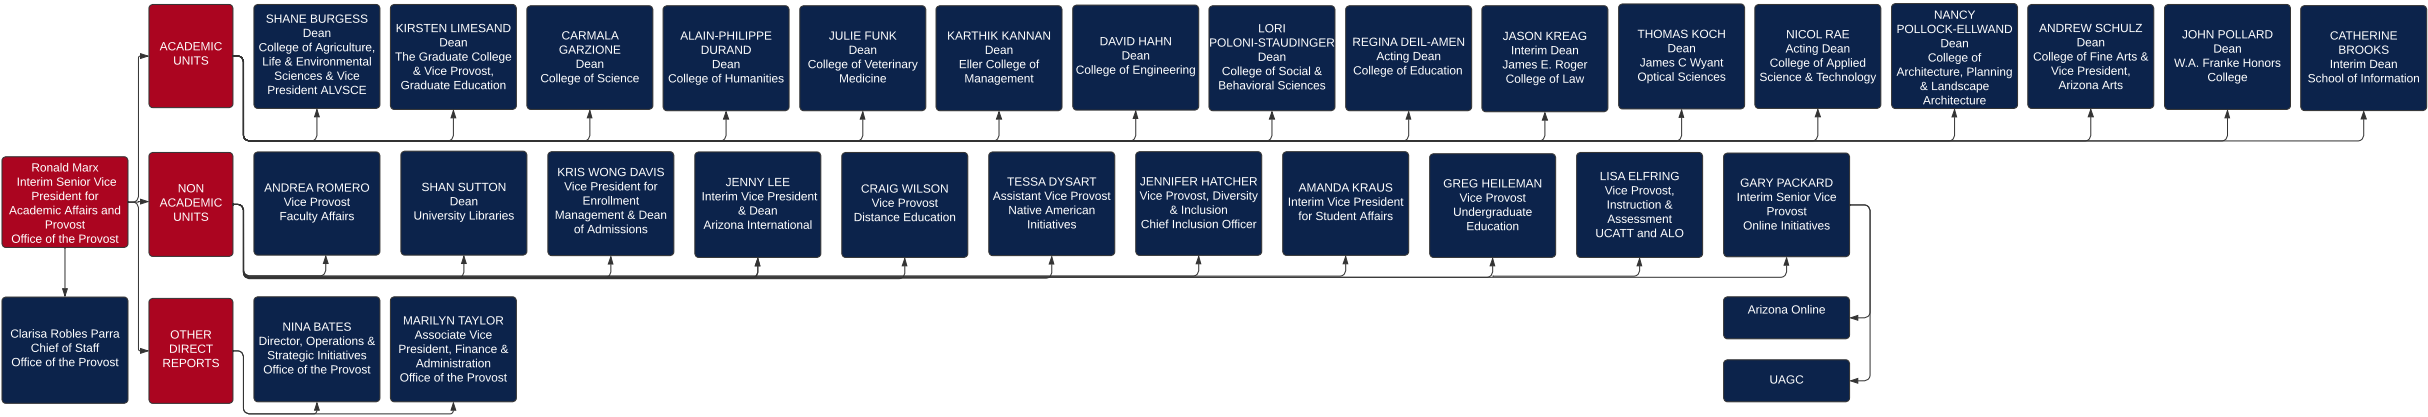 ACADEMIC
UNITS
SHANE BURGESS
Dean
College of Agriculture,
Life & Environmental
Sciences & Vice
President ALVSCE
KIRSTEN LIMESAND
Dean
The Graduate College
& Vice Provost,
Graduate Education
CARMALA
GARZIONE
Dean
College of Science
ALAIN-PHILIPPE
DURAND
Dean
College of Humanities
JULIE FUNK
Dean
College of Veterinary
Medicine
KARTHIK KANNAN
Dean
Eller College of
Management
DAVID HAHN
Dean
College of Engineering
LORI
POLONI-STAUDINGER
Dean
College of Social &
Behavioral Sciences
REGINA DEIL-AMEN
Acting Dean
College of Education
JASON KREAG
Interim Dean
James E. Roger
College of Law
THOMAS KOCH
Dean
James C Wyant
Optical Sciences
NICOL RAE
Acting Dean
College of Applied
Science & Technology
NANCY
POLLOCK-ELLWAND
Dean
College of
Architecture, Planning
& Landscape
Architecture
ANDREW SCHULZ
Dean
College of Fine Arts &
Vice President,
Arizona Arts
JOHN POLLARD
Dean
W.A. Franke Honors
College
CATHERINE
BROOKS
Interim Dean
School of Information
Ronald Marx
Interim Senior Vice
President for
Academic Affairs and
Provost
Office of the Provost
NON
ACADEMIC
UNITS
ANDREA ROMERO
Vice Provost
Faculty Affairs
SHAN SUTTON
Dean
University Libraries
KRIS WONG DAVIS
Vice President for
Enrollment
Management & Dean
of Admissions
JENNY LEE
Interim Vice President
& Dean
Arizona International
CRAIG WILSON
Vice Provost
Distance Education
TESSA DYSART
Assistant Vice Provost
Native American
Initiatives
JENNIFER HATCHER
Vice Provost, Diversity
& Inclusion
Chief Inclusion Officer
AMANDA KRAUS
Interim Vice President
for Student Affairs
GREG HEILEMAN
Vice Provost
Undergraduate
Education
LISA ELFRING
Vice Provost,
Instruction &
Assessment
UCATT and ALO
GARY PACKARD
Interim Senior Vice
Provost
Online Initiatives
Clarisa Robles Parra
Chief of Staff
Office of the Provost
OTHER
DIRECT
REPORTS
NINA BATES
Director, Operations &
Strategic Initiatives
Office of the Provost
MARILYN TAYLOR
Associate Vice
President, Finance &
Administration
Office of the Provost
Arizona Online
UAGC